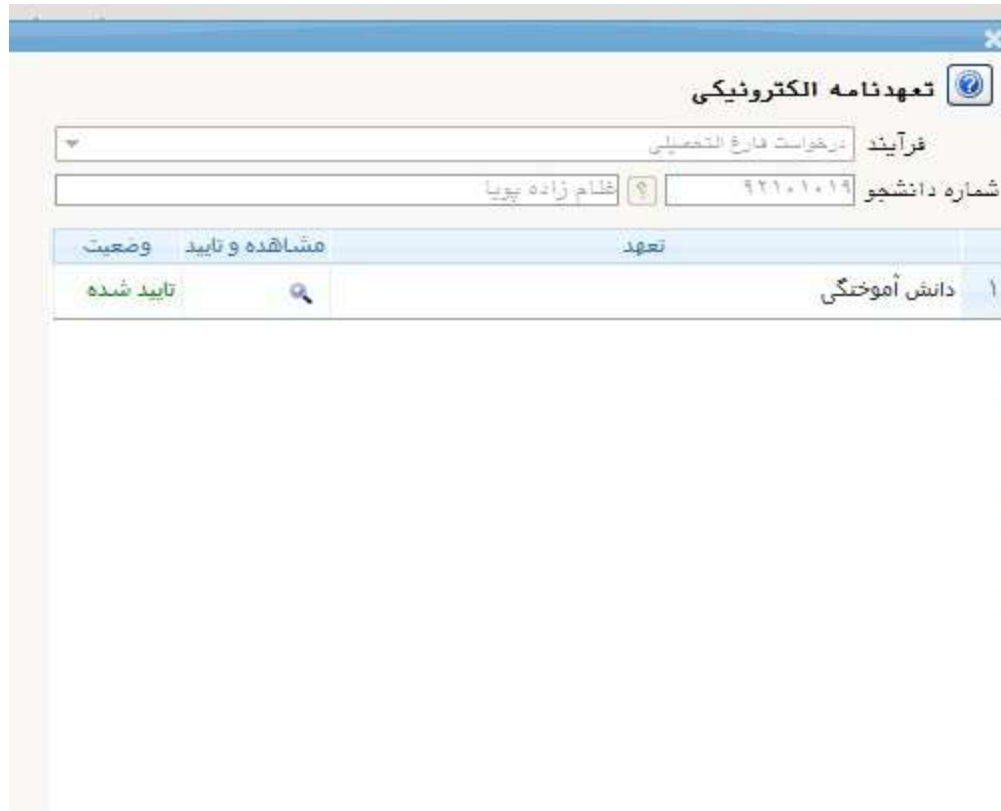 تعهدنامه الکترونیکی
فرآیند درخواست فارغ التحصیلی
شماره دانشجو ۹۲۱۰۱۰۱۹ ؟ زاده پویا
تعهد مشاهده و تایید وضعیت
۱ دانش آموختگی تایید شده